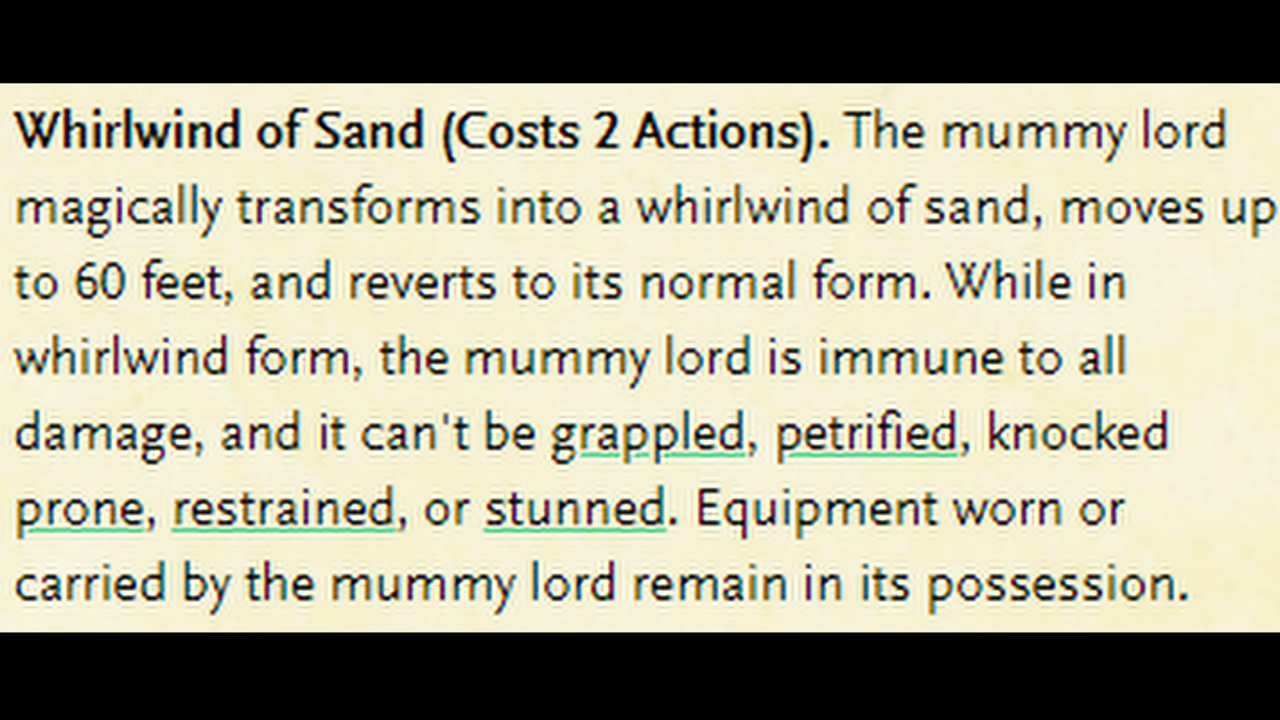 Whirlwind of Sand (Costs 2 Actions). The mummy lord
magically transforms into a whirlwind of sand, moves up
to 60 feet, and reverts to its normal form. While in
whirlwind form, the mummy lord is immune to all
damage, and it can't be grappled, petrified, knocked
prone, restrained, or stunned. Equipment worn or
carried by the mummy lord remain in its possession.